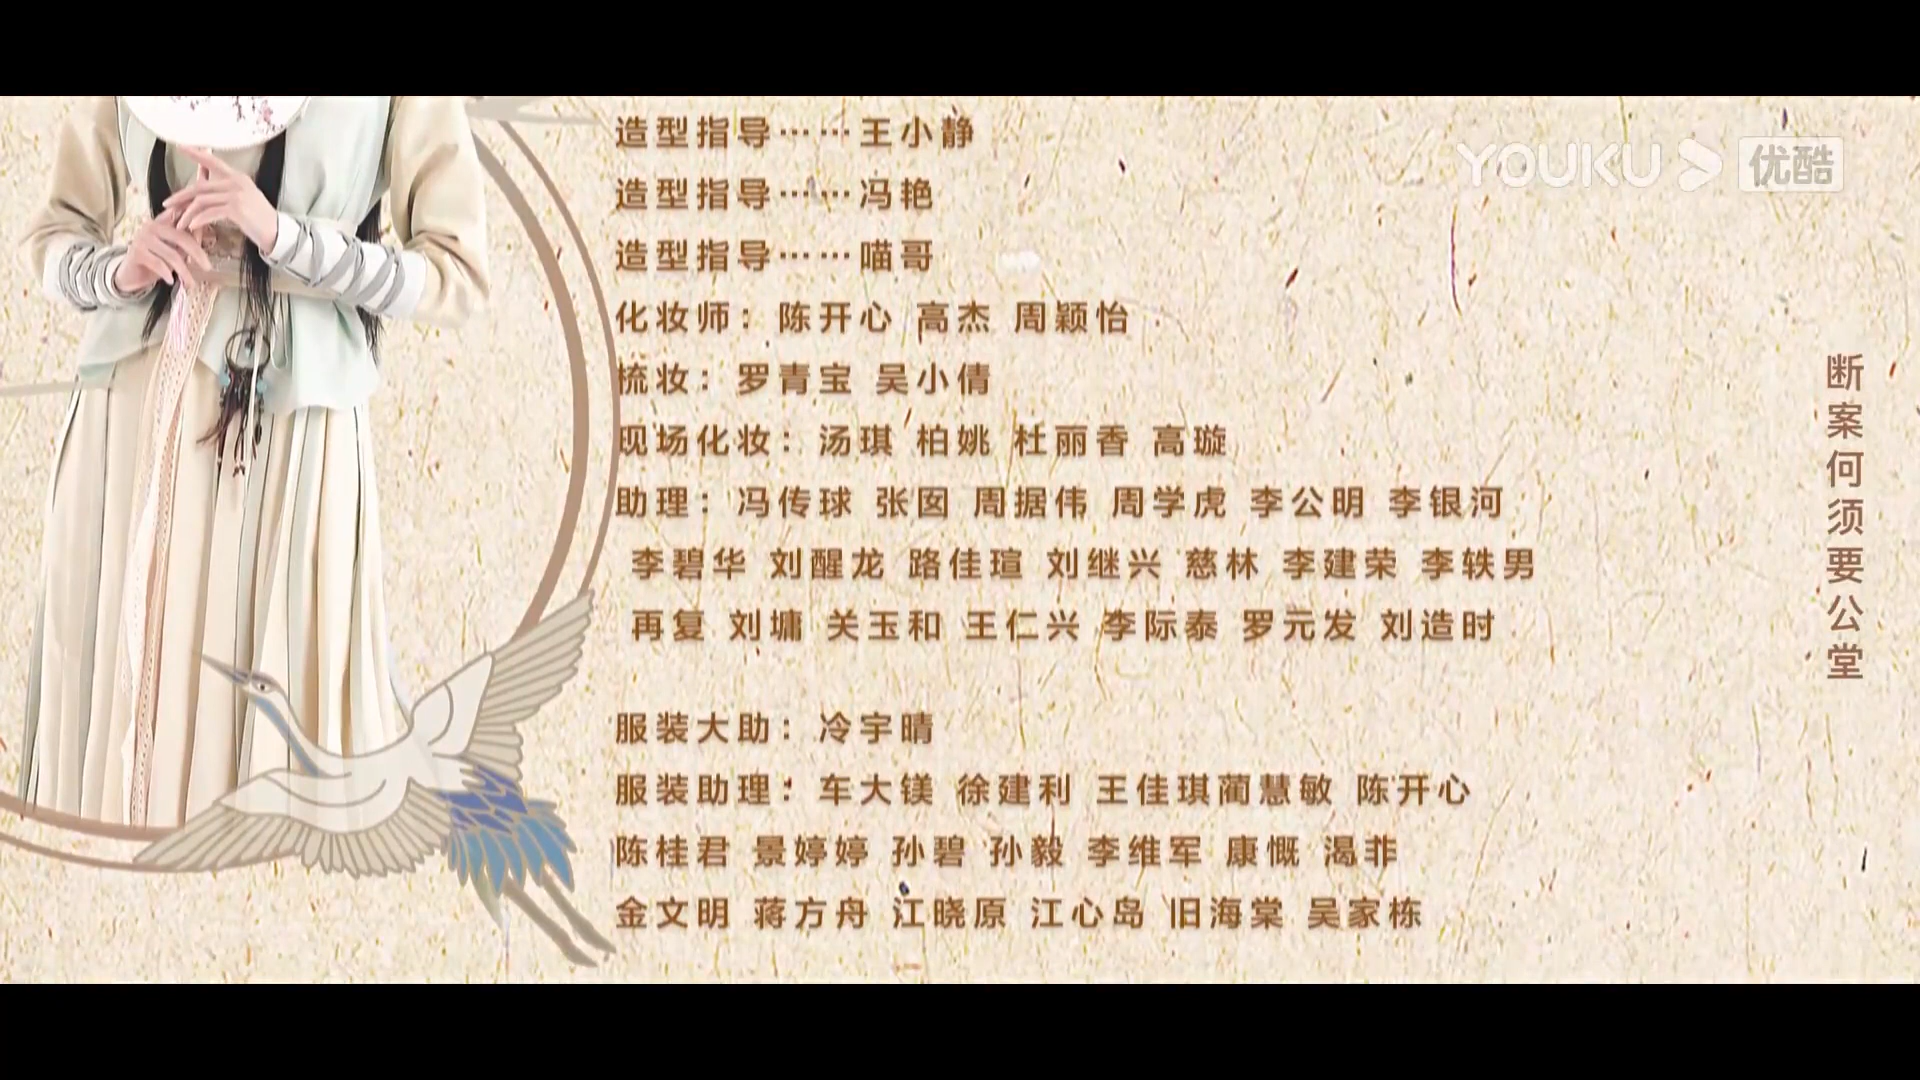 造型指导……王小静
造型指导……冯艳
造型指导……喵哥
化妆师：陈开心 高杰 周颖怡
梳妆：罗青宝 吴小倩
现场化妆：汤琪 柏姚 杜丽香 高璇
助理：冯传球 张囡 周据伟 周学虎 李公明 李银河
李碧华 刘醒龙 路佳瑄 刘继兴 慈林 李建荣 李轶男
再复 刘墉 关玉和 王仁兴 李际泰 罗元发 刘造时
服装大助：冷宇晴
服装助理：车大镁 徐建利 王佳琪蔺慧敏 陈开心
陈桂君 景婷婷 孙碧 孙毅 李维军 康慨 渴非
金文明 蒋方舟 江晓原 江心岛 旧海棠 吴家栋
YOUKU 优酷
断案何须要公堂